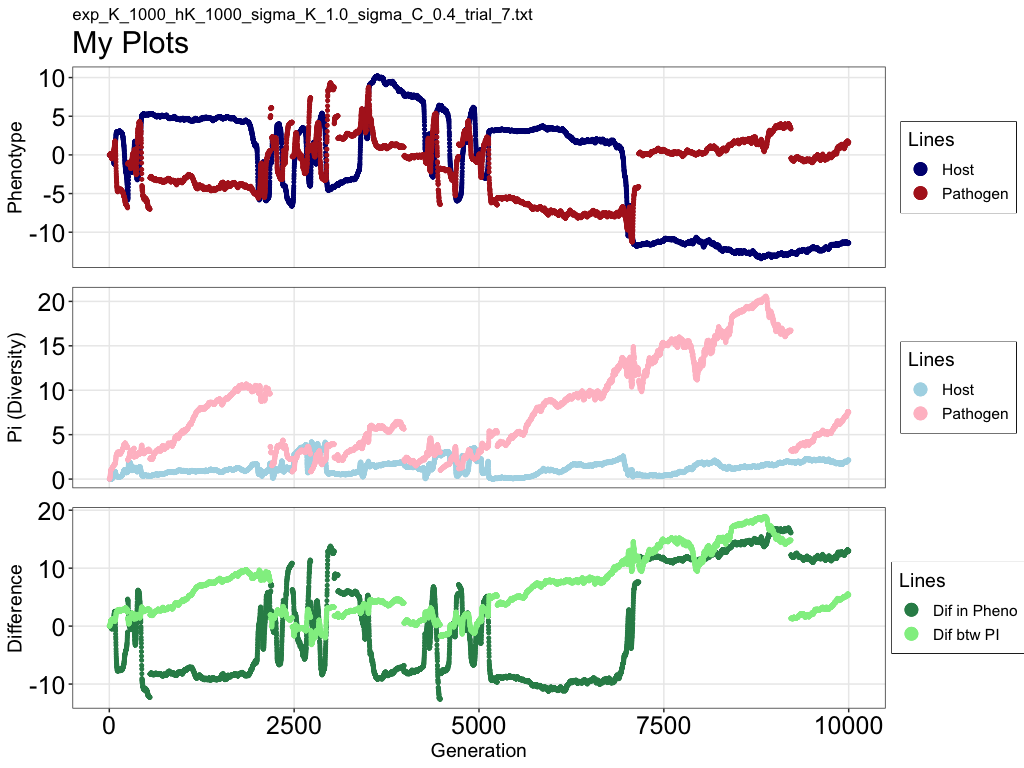 exp_K_1000_hK_1000_sigma_K_1.0_sigma_C_0.4_trial_7.txt
My Plots
Phenotype
10
5
0
-5
-10
Lines
Host
Pathogen
Pi (Diversity)
20
15
10
5
0
Lines
Host
Pathogen
Difference
20
10
0
-10
Lines
Dif in Pheno
Dif btw PI
0 2500 5000 7500 10000
Generation